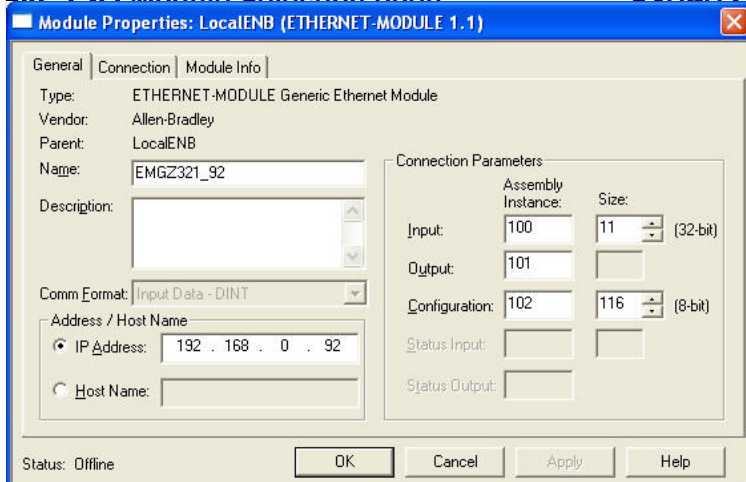 Module Properties: LocalENB (ETHERNET-MODULE 1.1)
General Connection Module Info
Type: ETHERNET-MODULE Generic Ethernet Module
Vendor: Allen-Bradley
Parent: LocalENB
Name: EMGZ321_92
Description:
Comm Format: Input Data - DINT
Address / Host Name
IP Address: 192 . 168 . 0 . 92
Host Name:
Connection Parameters
Assembly Instance: Size:
Input: 100 11 (32-bit)
Output: 101
Configuration: 102 116 (8-bit)
Status Input:
Status Output:
Status: Offline OK Cancel Apply Help